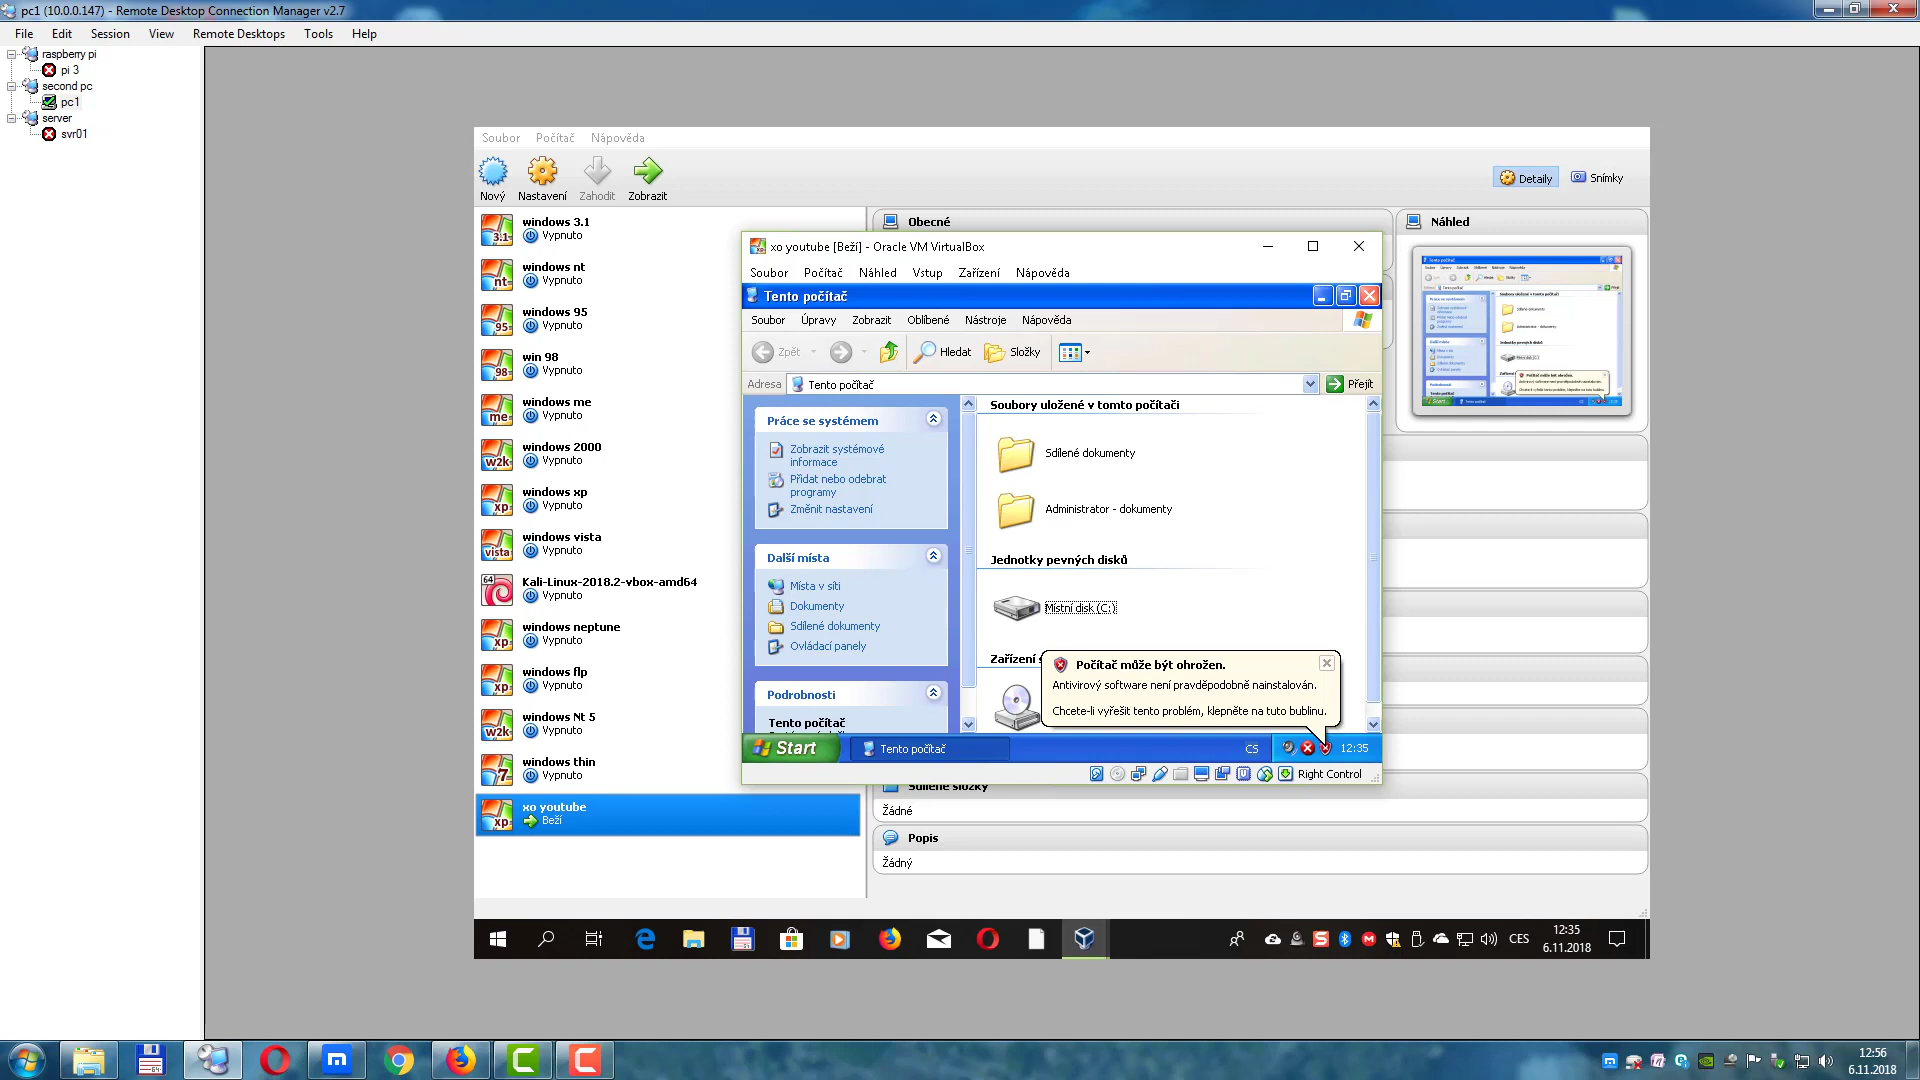 pc1 (10.0.0.147) - Remote Desktop Connection Manager v2.7
File Edit Session View Remote Desktops Tools Help
raspberry pi
pi 3
second pc
pc1
server
svr01
Soubor Počítač Nápověda
Nový Nastavení Zahodit Zobrazit
Detaily Snímky
windows 3.1
Vypnuto
windows nt
Vypnuto
windows 95
Vypnuto
win 98
Vypnuto
windows me
Vypnuto
windows 2000
Vypnuto
windows xp
Vypnuto
windows vista
Vypnuto
Kali-Linux-2018.2-vbox-amd64
Vypnuto
windows neptune
Vypnuto
windows flp
Vypnuto
windows Nt 5
Vypnuto
windows thin
Vypnuto
xo youtube
Beží
Obecné
Náhled
xo youtube [Beží] - Oracle VM VirtualBox
Soubor Počítač Náhled Vstup Zařízení Nápověda
Tento počítač
Soubor Úpravy Zobrazit Oblíbené Nástroje Nápověda
Zpět Hledat Složky
Adresa Tento počítač Přejít
Práce se systémem
Zobrazit systémové
informace
Přidat nebo odebrat
programy
Změnit nastavení
Další místa
Místa v síti
Dokumenty
Sdílené dokumenty
Ovládací panely
Podrobnosti
Tento počítač
Soubory uložené v tomto počítači
Sdílené dokumenty
Administrator - dokumenty
Jednotky pevných disků
Místní disk (C:)
Zařízení s
Počítač může být ohrožen.
Antivirový software není pravděpodobně nainstalován.
Chcete-li vyřešit tento problém, klepněte na tuto bublinu.
Start Tento počítač CS 12:35
Right Control
Sdílené složky
Žádné
Popis
Žádný
CES 12:35
6.11.2018
12:56
6.11.2018